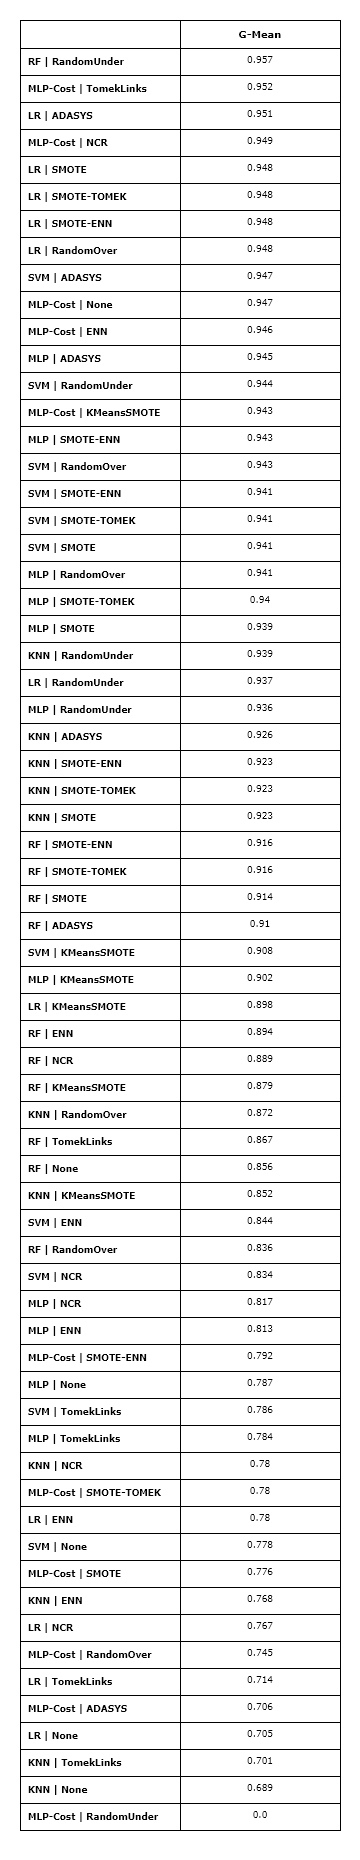 G-Mean
RF | RandomUnder 0.957
MLP-Cost | TomekLinks 0.952
LR | ADASYS 0.951
MLP-Cost | NCR 0.949
LR | SMOTE 0.948
LR | SMOTE-TOMEK 0.948
LR | SMOTE-ENN 0.948
LR | RandomOver 0.948
SVM | ADASYS 0.947
MLP-Cost | None 0.947
MLP-Cost | ENN 0.946
MLP | ADASYS 0.945
SVM | RandomUnder 0.944
MLP-Cost | KMeansSMOTE 0.943
MLP | SMOTE-ENN 0.943
SVM | RandomOver 0.943
SVM | SMOTE-ENN 0.941
SVM | SMOTE-TOMEK 0.941
SVM | SMOTE 0.941
MLP | RandomOver 0.941
MLP | SMOTE-TOMEK 0.94
MLP | SMOTE 0.939
KNN | RandomUnder 0.939
LR | RandomUnder 0.937
MLP | RandomUnder 0.936
KNN | ADASYS 0.926
KNN | SMOTE-ENN 0.923
KNN | SMOTE-TOMEK 0.923
KNN | SMOTE 0.923
RF | SMOTE-ENN 0.916
RF | SMOTE-TOMEK 0.916
RF | SMOTE 0.914
RF | ADASYS 0.91
SVM | KMeansSMOTE 0.908
MLP | KMeansSMOTE 0.902
LR | KMeansSMOTE 0.898
RF | ENN 0.894
RF | NCR 0.889
RF | KMeansSMOTE 0.879
KNN | RandomOver 0.872
RF | TomekLinks 0.867
RF | None 0.856
KNN | KMeansSMOTE 0.852
SVM | ENN 0.844
RF | RandomOver 0.836
SVM | NCR 0.834
MLP | NCR 0.817
MLP | ENN 0.813
MLP-Cost | SMOTE-ENN 0.792
MLP | None 0.787
SVM | TomekLinks 0.786
MLP | TomekLinks 0.784
KNN | NCR 0.78
MLP-Cost | SMOTE-TOMEK 0.78
LR | ENN 0.78
SVM | None 0.778
MLP-Cost | SMOTE 0.776
KNN | ENN 0.768
LR | NCR 0.767
MLP-Cost | RandomOver 0.745
LR | TomekLinks 0.714
MLP-Cost | ADASYS 0.706
LR | None 0.705
KNN | TomekLinks 0.701
KNN | None 0.689
MLP-Cost | RandomUnder 0.0